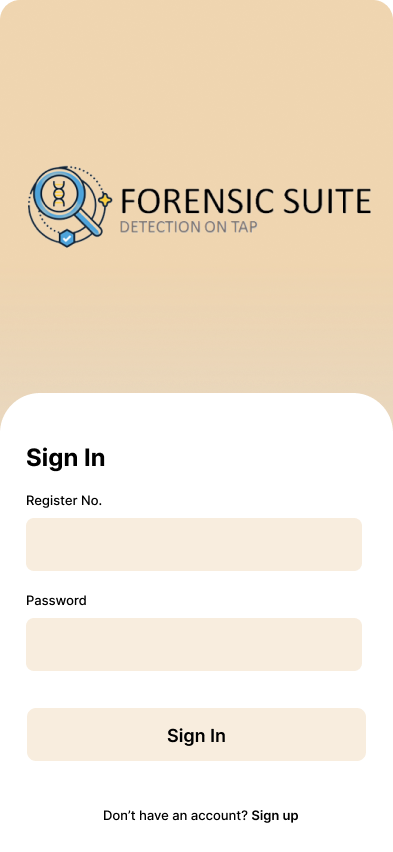 FORENSIC SUITE
DETECTION ON TAP
Sign In
Register No.
Password
Sign In
Don’t have an account? Sign up